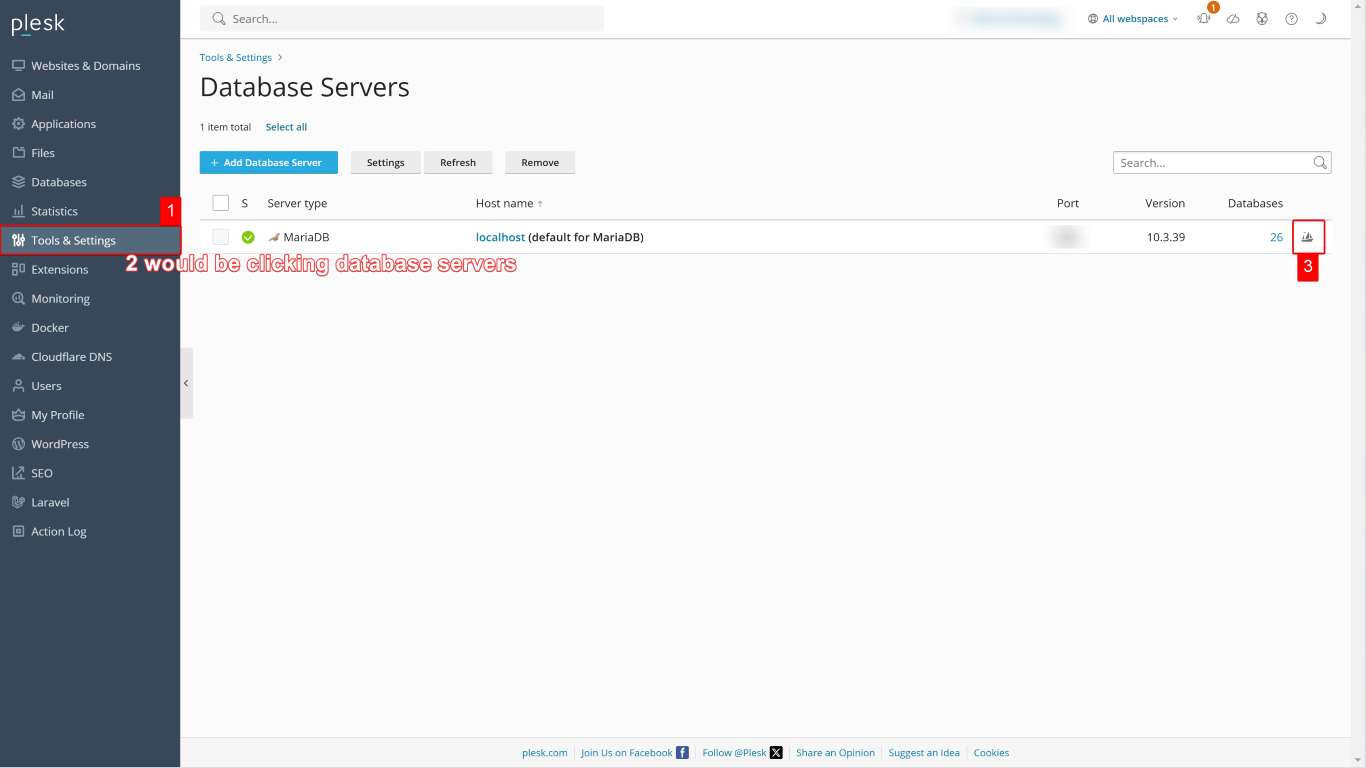 plesk
Search...
All webspaces
1
Websites & Domains
Mail
Applications
Files
Databases
Statistics
1
Tools & Settings
Extensions
Monitoring
Docker
Cloudflare DNS
Users
My Profile
WordPress
SEO
Laravel
Action Log
Tools & Settings
Database Servers
1 item total Select all
+ Add Database Server Settings Refresh Remove Search...
S Server type Host name ↑ Port Version Databases
MariaDB localhost (default for MariaDB) 10.3.39 26
2 would be clicking database servers
3
plesk.com Join Us on Facebook Follow @Plesk Share an Opinion Suggest an Idea Cookies